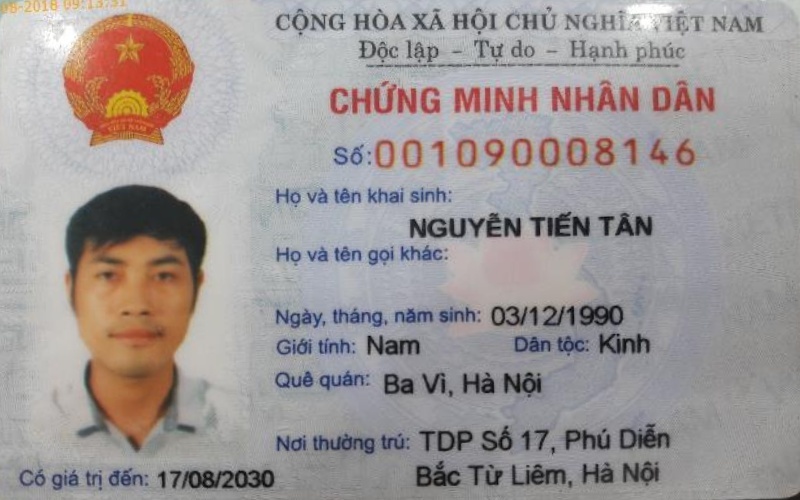 08-2018 09:13:51
CỘNG HÒA XÃ HỘI CHỦ NGHĨA VIỆT NAM
Độc lập - Tự do - Hạnh phúc
VIỆT NAM
CHỨNG MINH NHÂN DÂN
Số: 001090008146
Họ và tên khai sinh:
NGUYỄN TIẾN TÂN
Họ và tên gọi khác:
Ngày, tháng, năm sinh: 03/12/1990
Giới tính: Nam Dân tộc: Kinh
Quê quán: Ba Vì, Hà Nội
Nơi thường trú: TDP Số 17, Phú Diễn
Bắc Từ Liêm, Hà Nội
Có giá trị đến: 17/08/2030